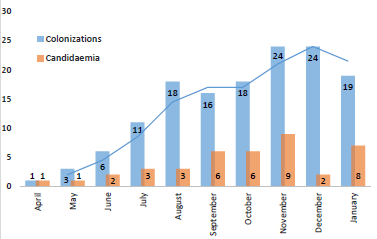 30
25
20
15
10
5
0
Colonizations
Candidaemia
1 1
3 1
6 2
11 3
18 3
16 6
18 6
24 9
24 2
19 8
April
May
June
July
August
September
October
November
December
January